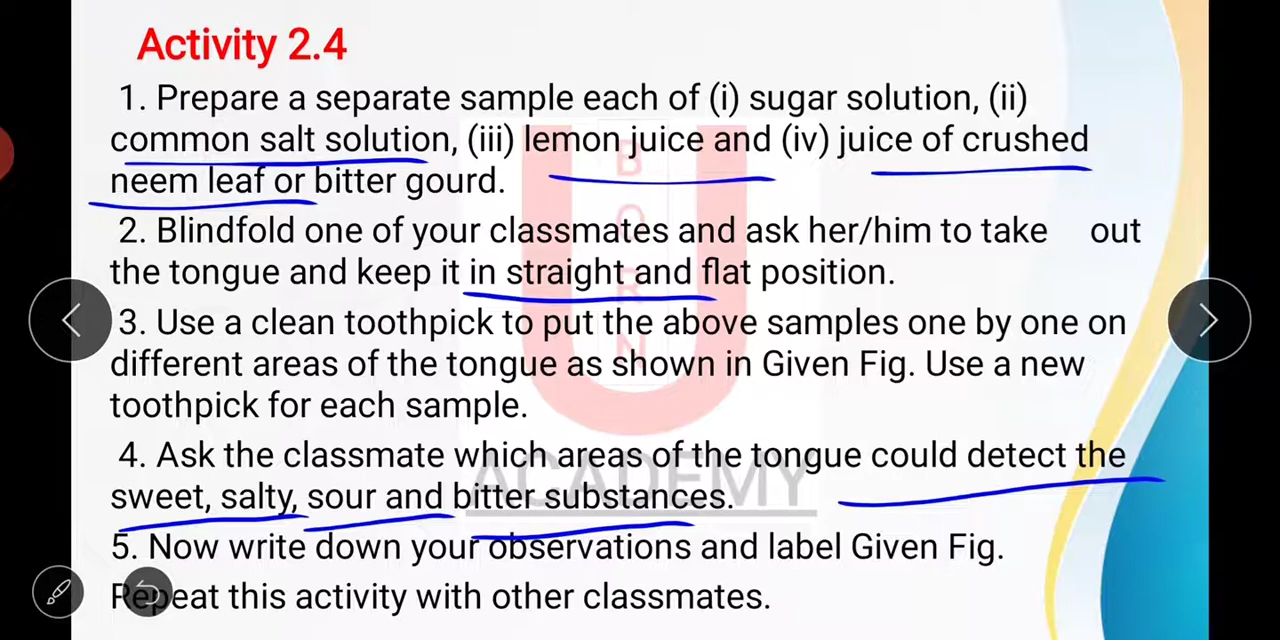 Activity 2.4
1. Prepare a separate sample each of (i) sugar solution, (ii)
common salt solution, (iii) lemon juice and (iv) juice of crushed
neem leaf or bitter gourd.
2. Blindfold one of your classmates and ask her/him to take out
the tongue and keep it in straight and flat position.
3. Use a clean toothpick to put the above samples one by one on
different areas of the tongue as shown in Given Fig. Use a new
toothpick for each sample.
4. Ask the classmate which areas of the tongue could detect the
sweet, salty, sour and bitter substances.
5. Now write down your observations and label Given Fig.
Repeat this activity with other classmates.
U
BORN
ACADEMY